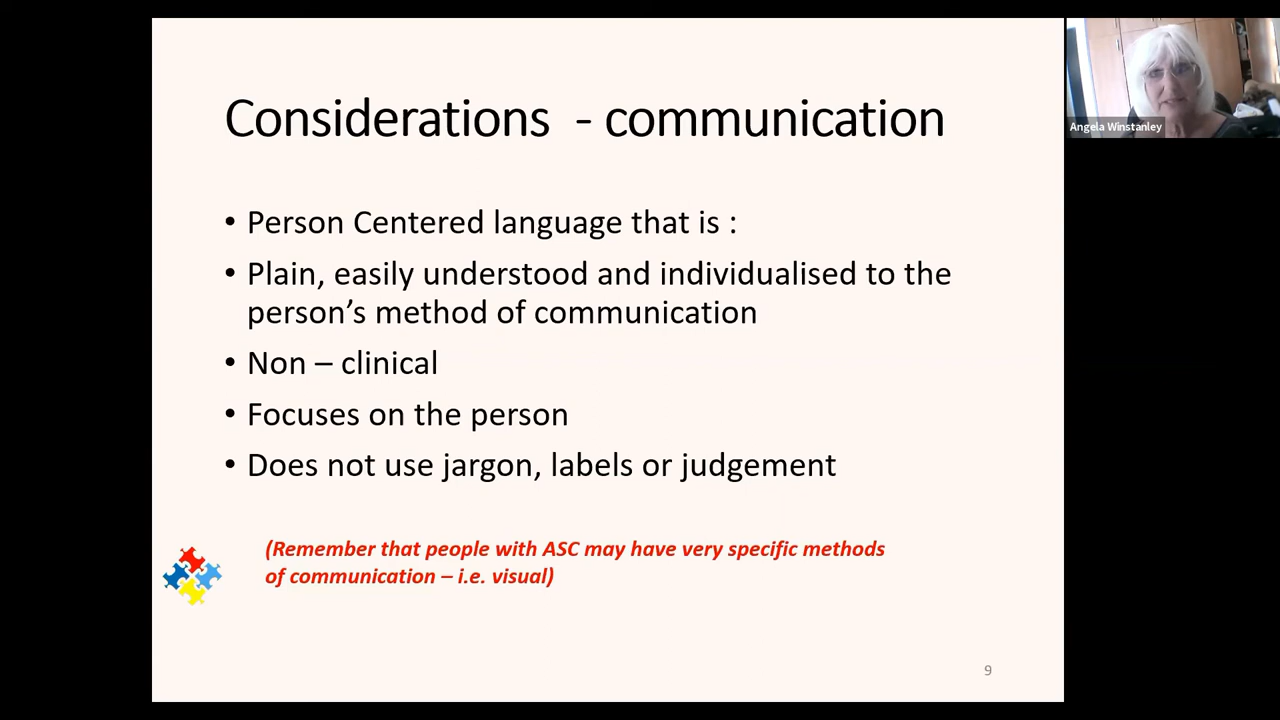 Considerations - communication
Angela Winstanley
• Person Centered language that is :
• Plain, easily understood and individualised to the
person’s method of communication
• Non – clinical
• Focuses on the person
• Does not use jargon, labels or judgement
(Remember that people with ASC may have very specific methods
of communication – i.e. visual)
9